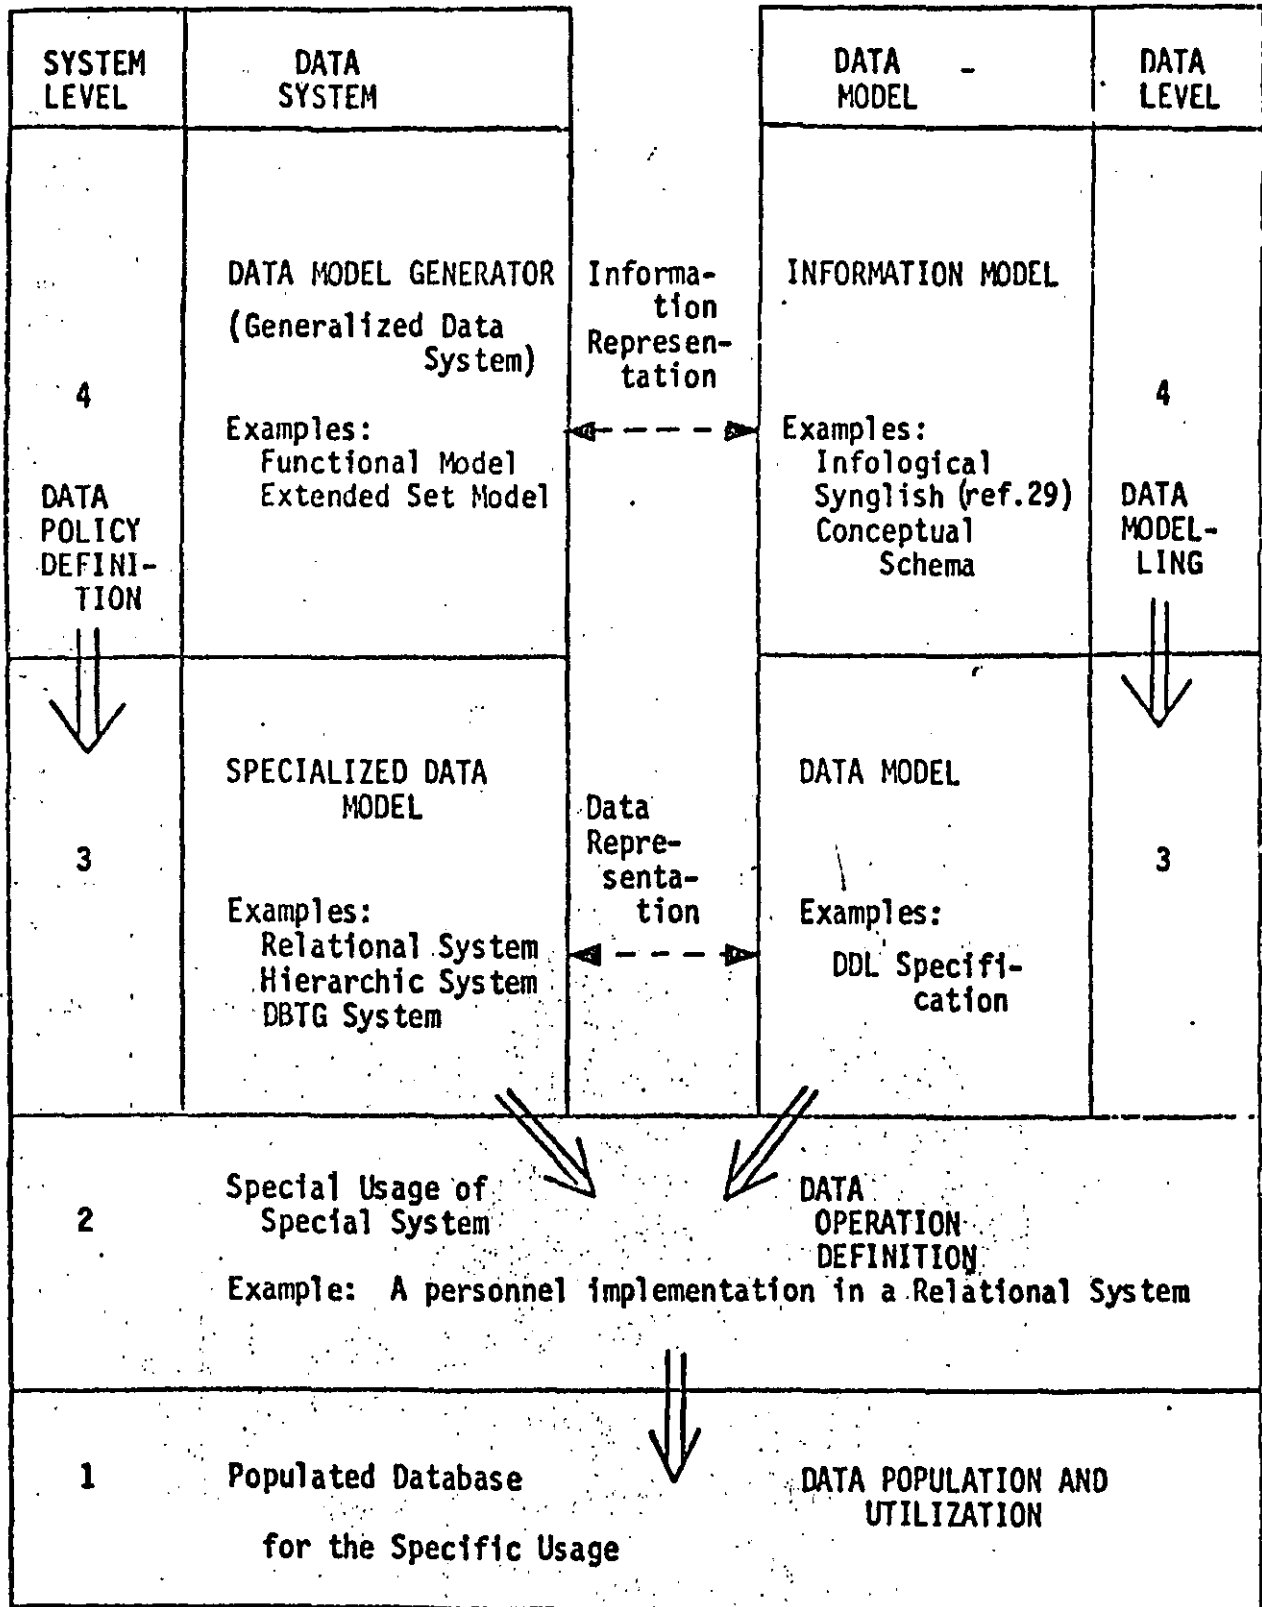 SYSTEM
LEVEL
DATA
SYSTEM
DATA -
MODEL
DATA
LEVEL
4
DATA
POLICY
DEFINI-
TION
DATA MODEL GENERATOR
(Generalized Data
System)
Examples:
Functional Model
Extended Set Model
Informa-
tion
Represen-
tation
INFORMATION MODEL
Examples:
Infological
Synglish (ref.29)
Conceptual
Schema
4
DATA
MODEL-
LING
3
SPECIALIZED DATA
MODEL
Examples:
Relational System
Hierarchic System
DBTG System
Data
Repre-
senta-
tion
DATA MODEL
Examples:
DDL Specifi-
cation
3
2
Special Usage of
Special System
DATA
OPERATION
DEFINITION
Example: A personnel implementation in a Relational System
1
Populated Database
for the Specific Usage
DATA POPULATION AND
UTILIZATION